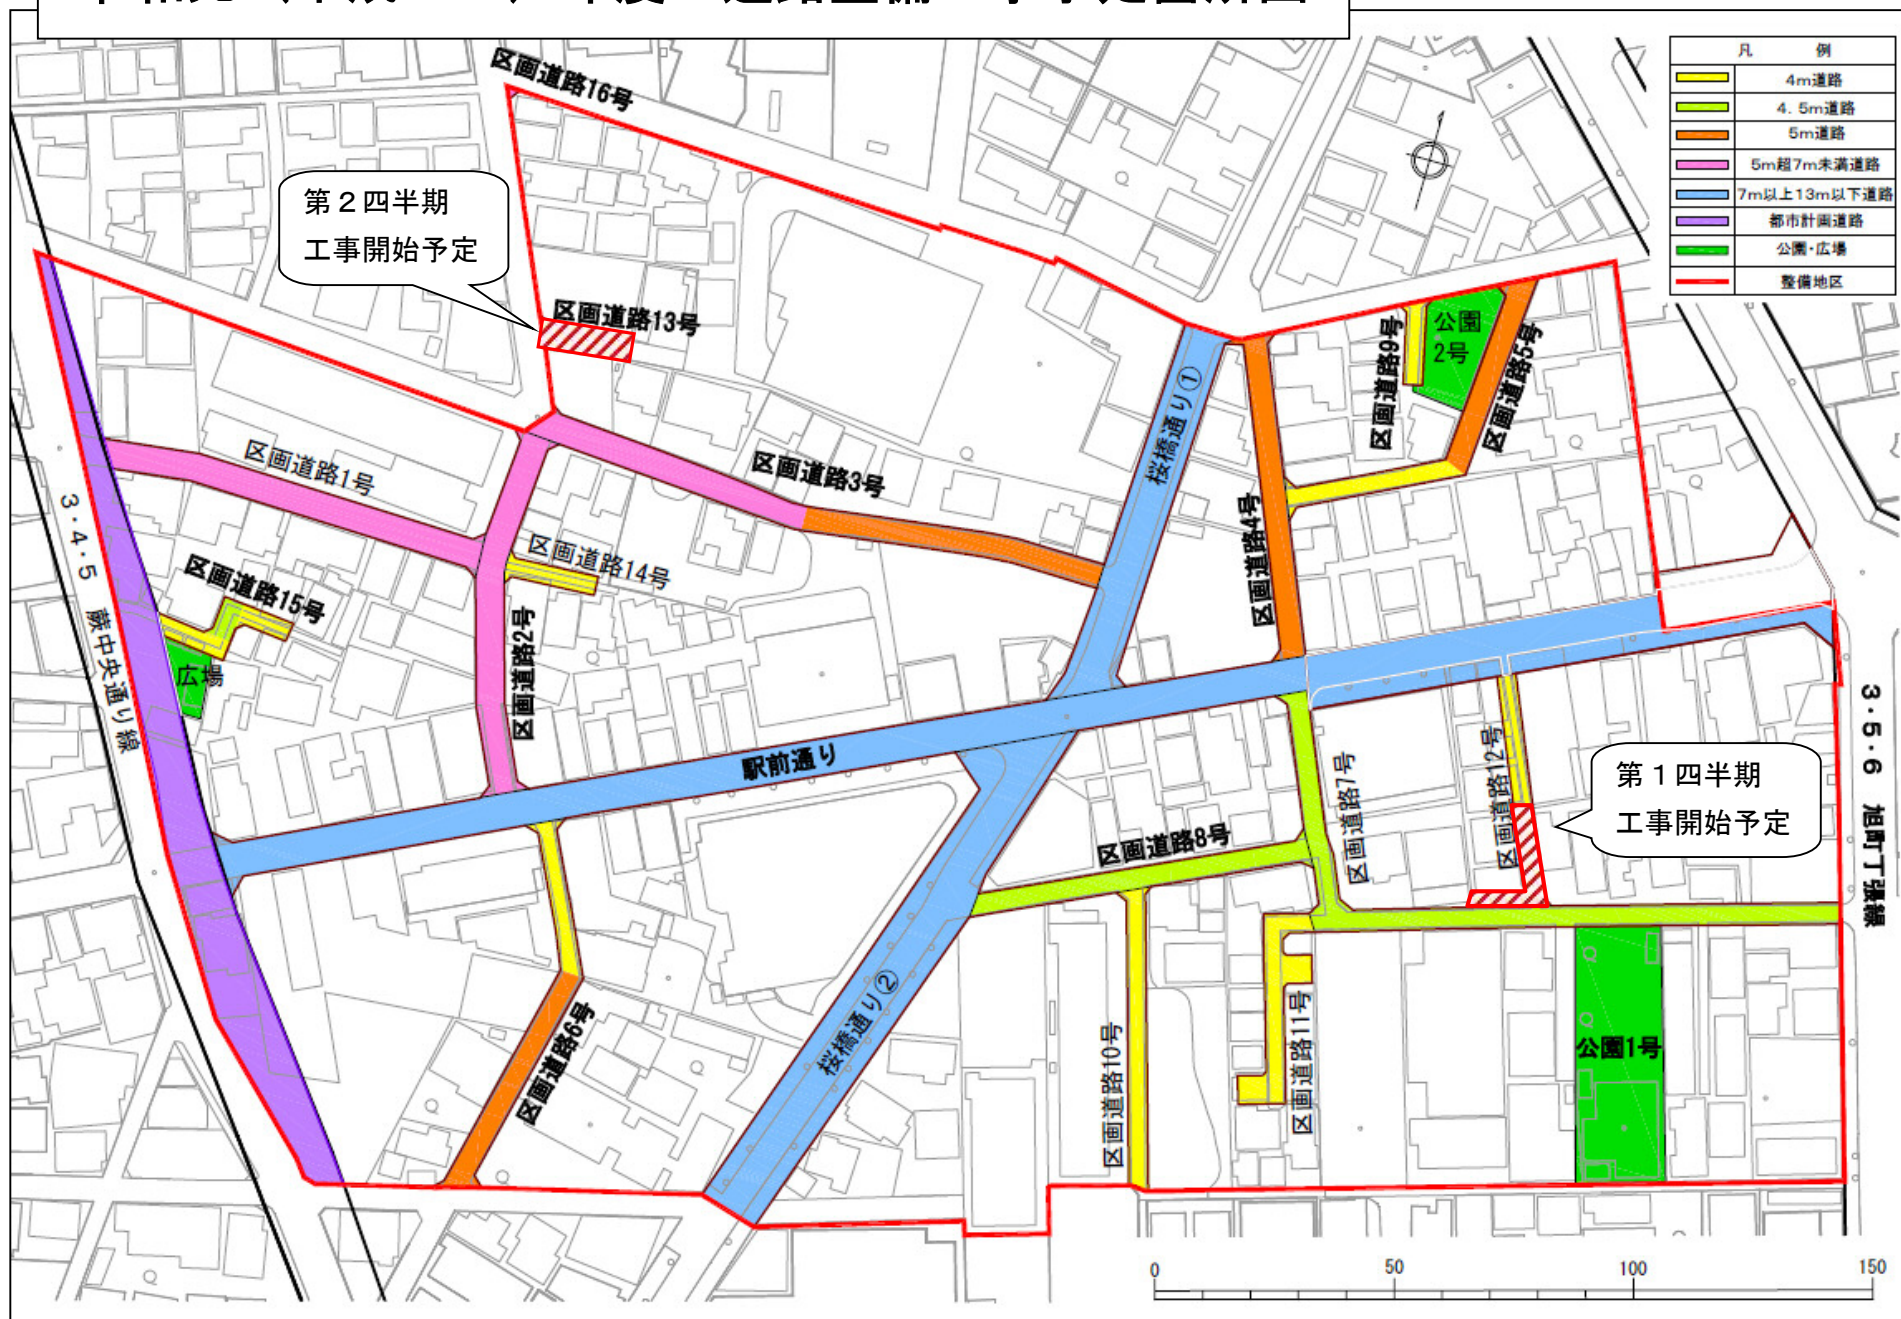 区画道路16号
凡 例
4m道路
4.5m道路
5m道路
5m超7m未満道路
7m以上13m以下道路
都市計画道路
公園・広場
整備地区
第2四半期
工事開始予定
区画道路13号
公園
2号
区画道路9号
区画道路5号
桜橋通り①
区画道路1号
区画道路3号
区画道路4号
3・4・5 蕨中央通り線
区画道路14号
区画道路15号
広場
区画道路2号
駅前通り
区画道路12号
第1四半期
工事開始予定
3・5・6 旭町丁張線
区画道路7号
区画道路8号
桜橋通り②
区画道路6号
区画道路10号
区画道路11号
公園1号
0 50 100 150